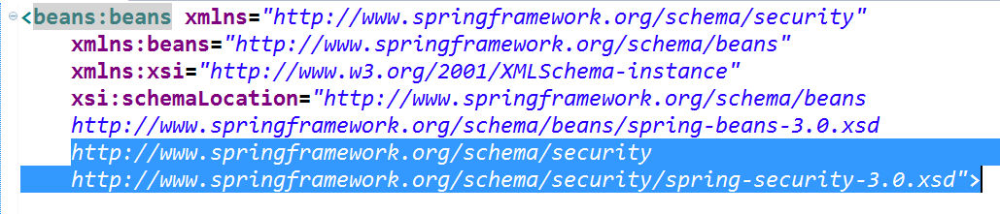 <beans:beans xmlns="http://www.springframework.org/schema/security"
xmlns:beans="http://www.springframework.org/schema/beans"
xmlns:xsi="http://www.w3.org/2001/XMLSchema-instance"
xsi:schemaLocation="http://www.springframework.org/schema/beans
http://www.springframework.org/schema/beans/spring-beans-3.0.xsd
http://www.springframework.org/schema/security
http://www.springframework.org/schema/security/spring-security-3.0.xsd">